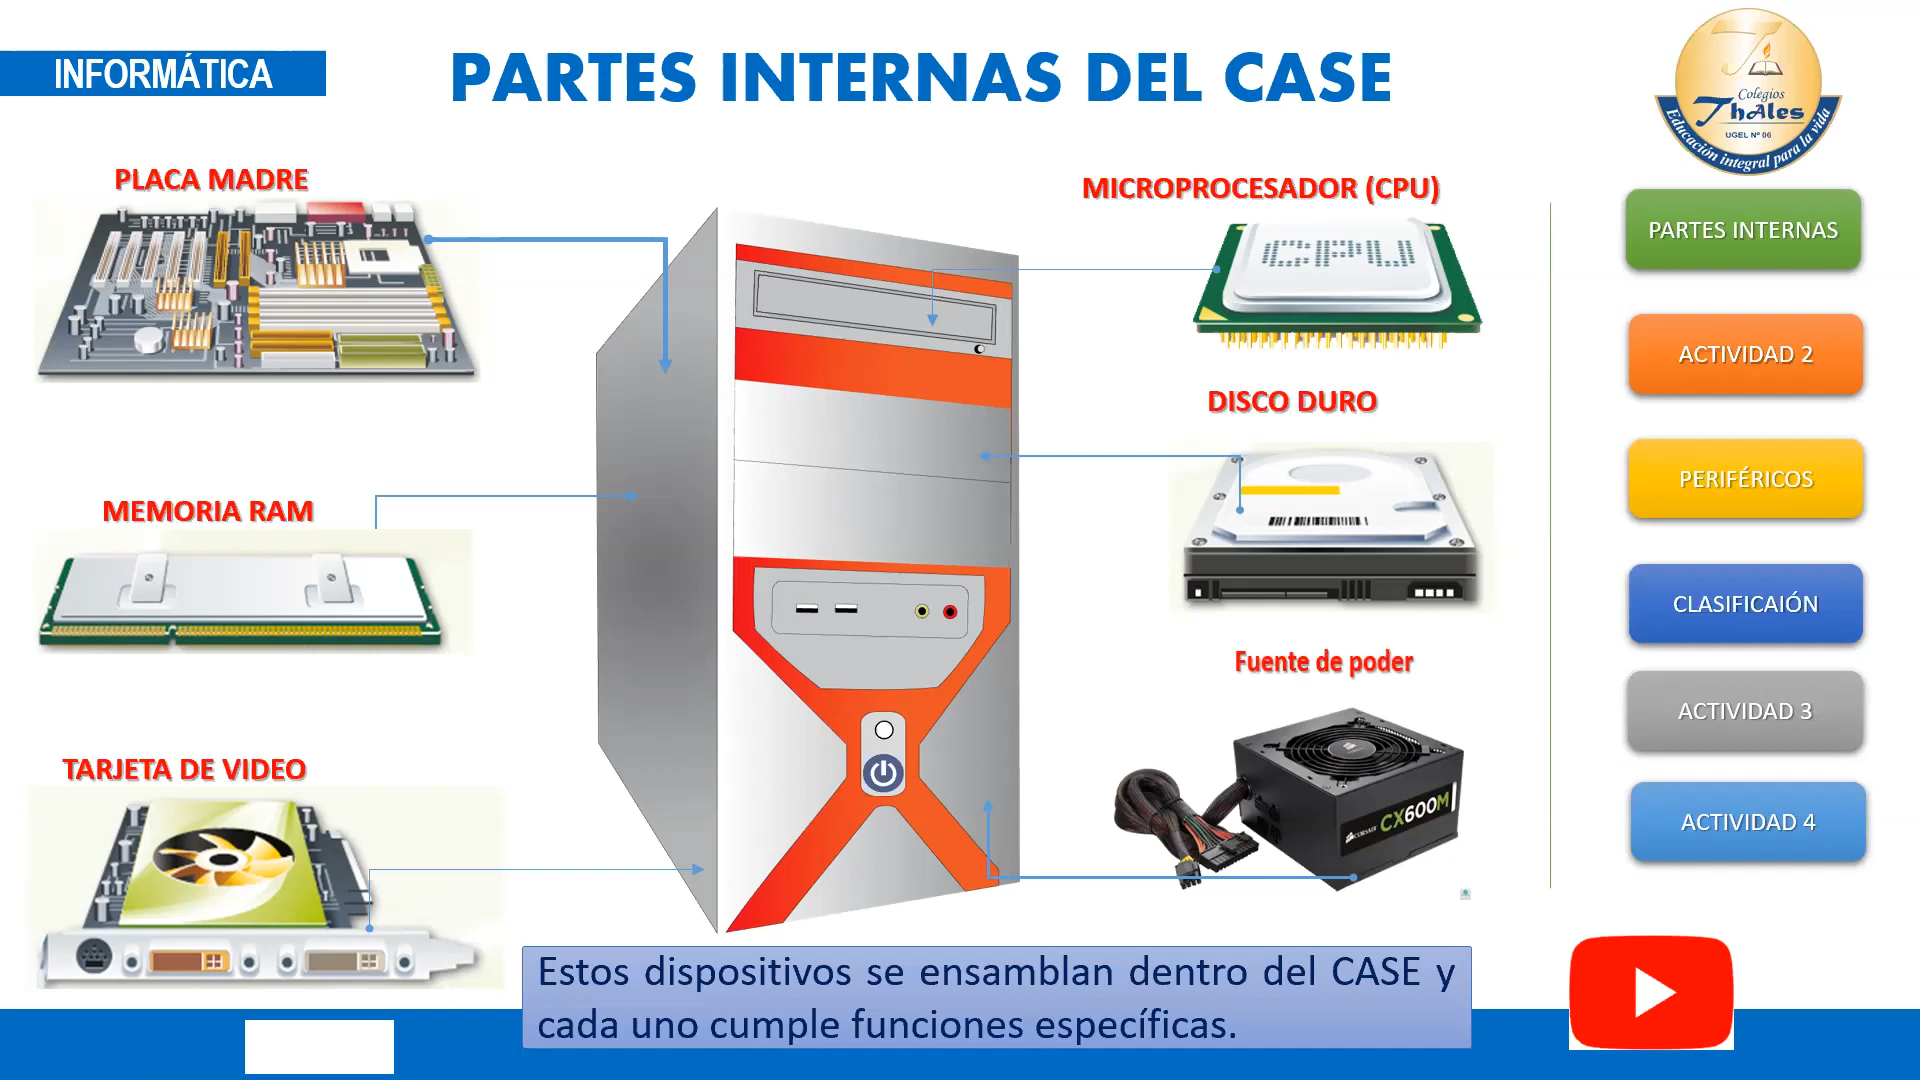 INFORMÁTICA
PARTES INTERNAS DEL CASE
Colegios
ThAles
UGEL Nº 06
Educación integral para la vida
PLACA MADRE
MICROPROCESADOR (CPU)
CPU
DISCO DURO
MEMORIA RAM
Fuente de poder
CORSAIR
CX600M
TARJETA DE VIDEO
Estos dispositivos se ensamblan dentro del CASE y
cada uno cumple funciones específicas.
PARTES INTERNAS
ACTIVIDAD 2
PERIFÉRICOS
CLASIFICAIÓN
ACTIVIDAD 3
ACTIVIDAD 4